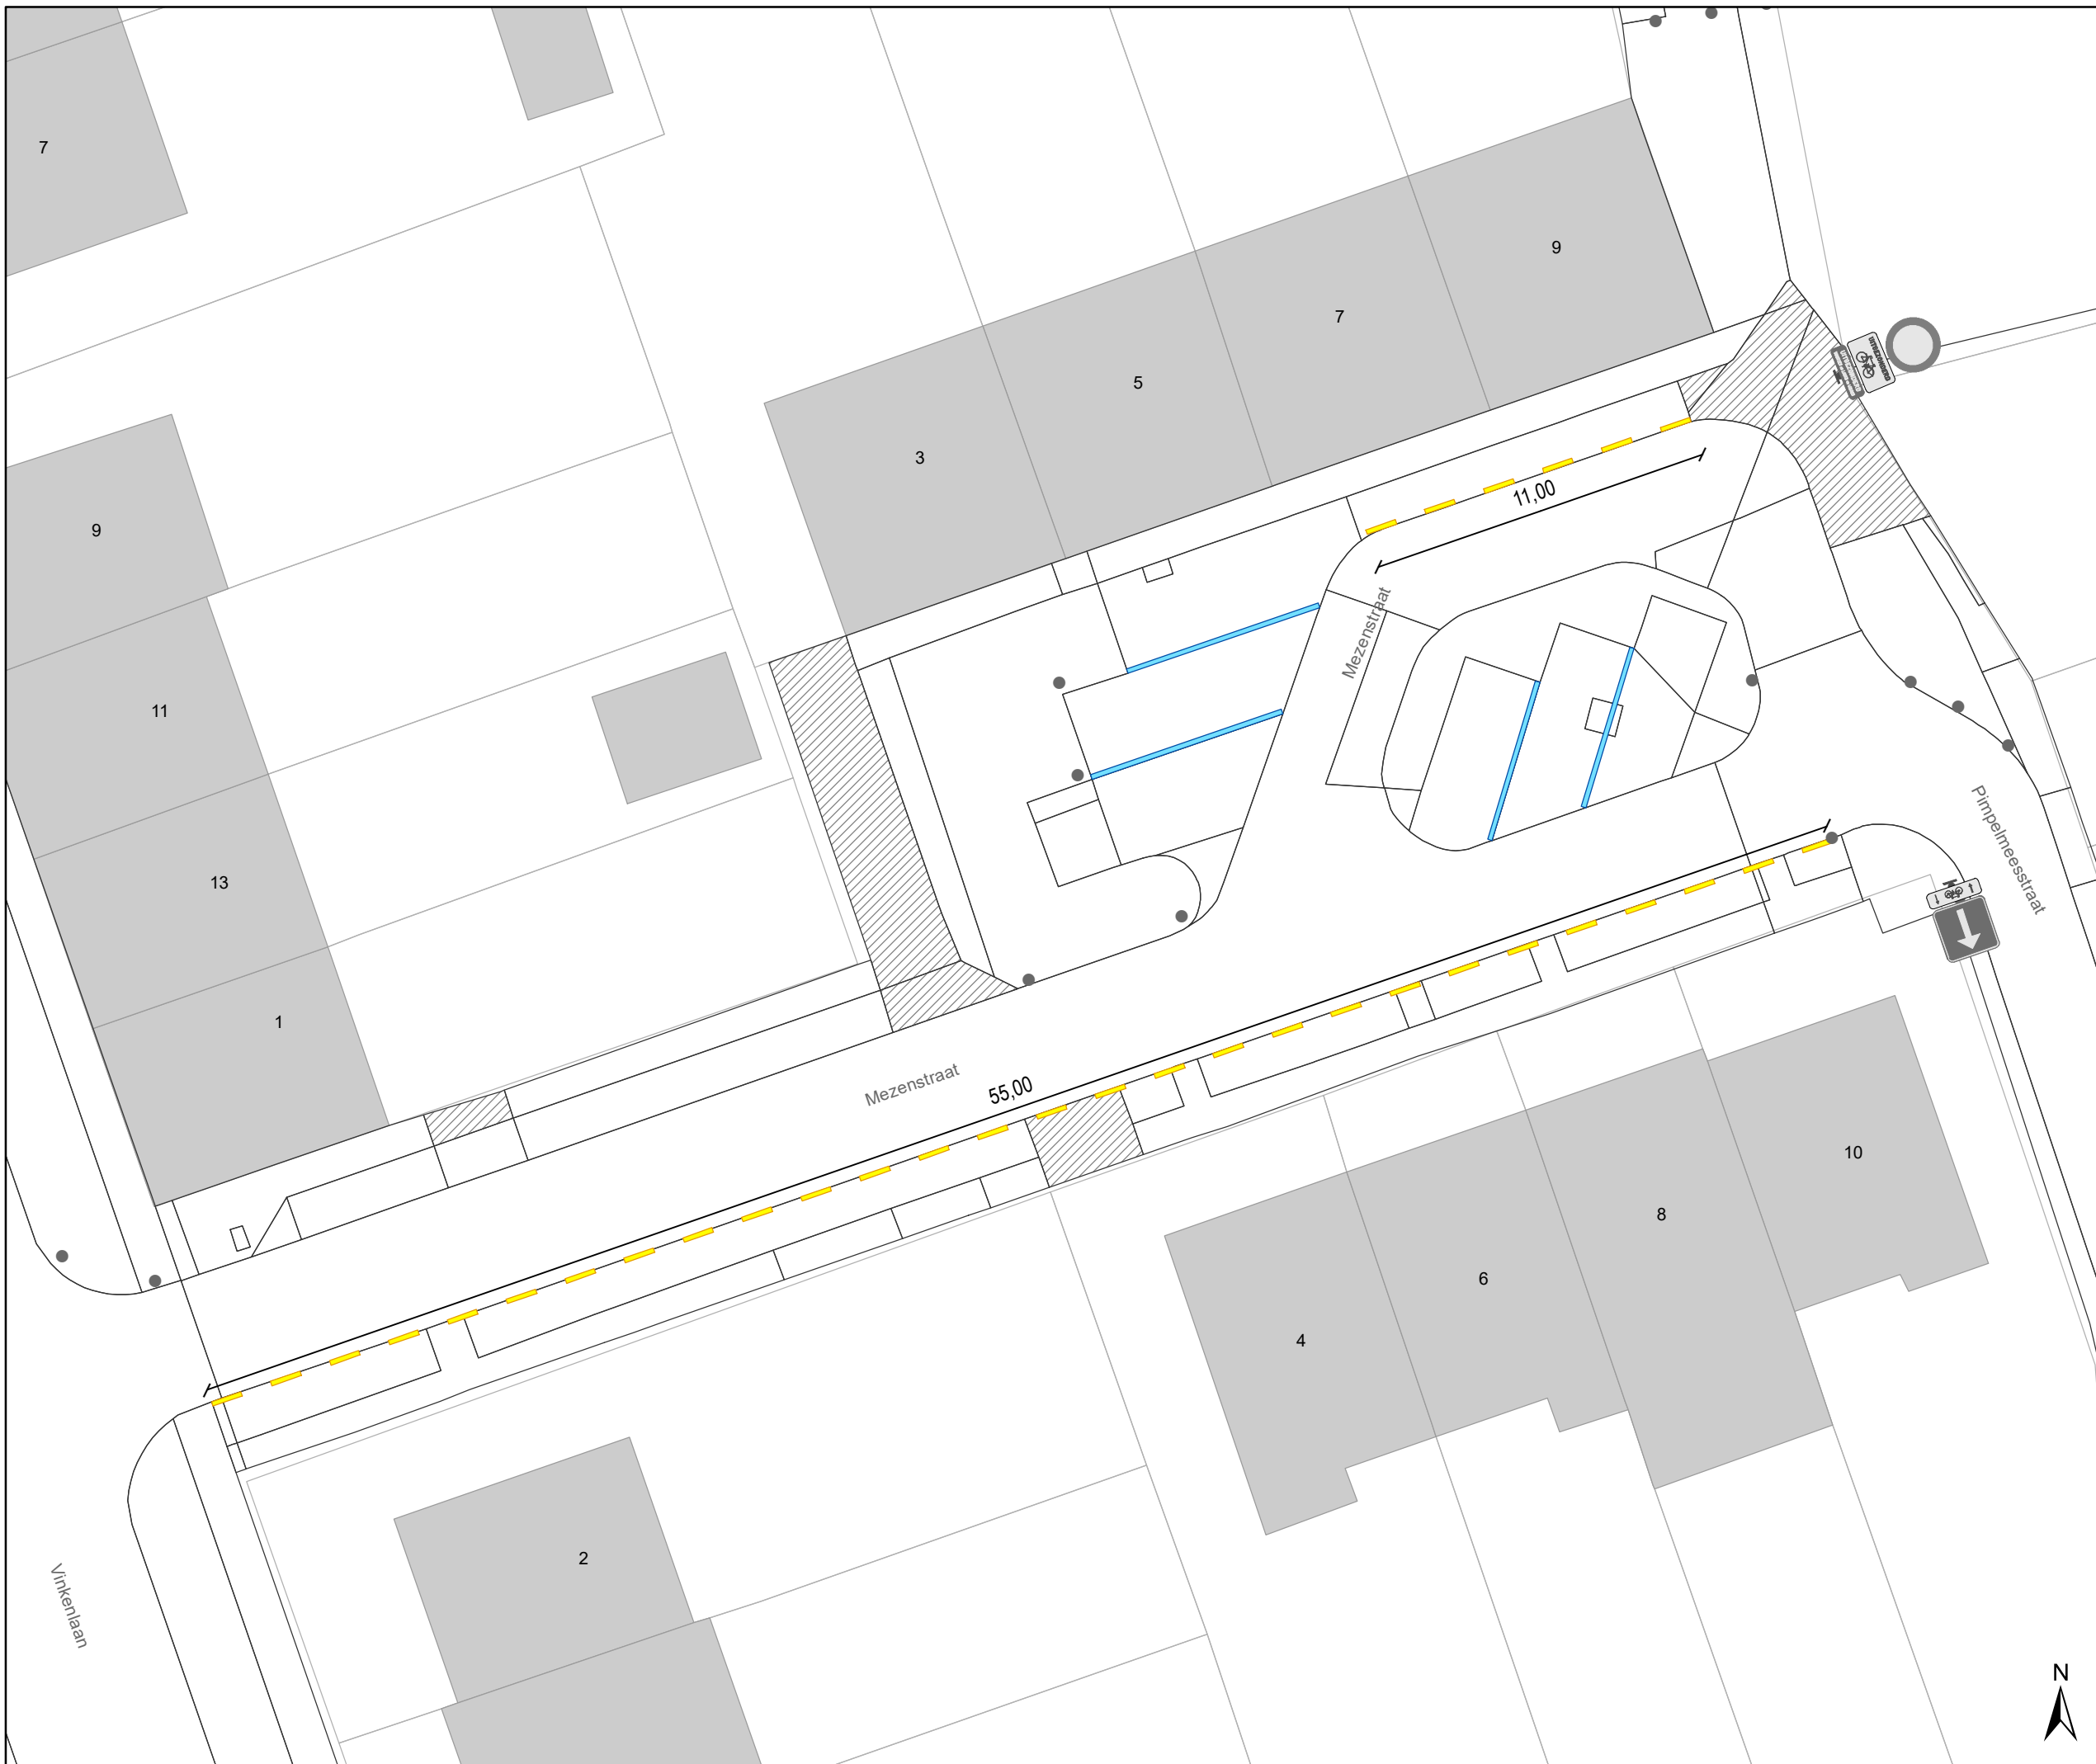 7
9
7
UITGEZONDERD
5
3
11,00
9
Mezenstraat
11
13
Pimpelmeesstraat
1
Mezenstraat
55,00
10
8
6
4
2
Vinkenlaan
N